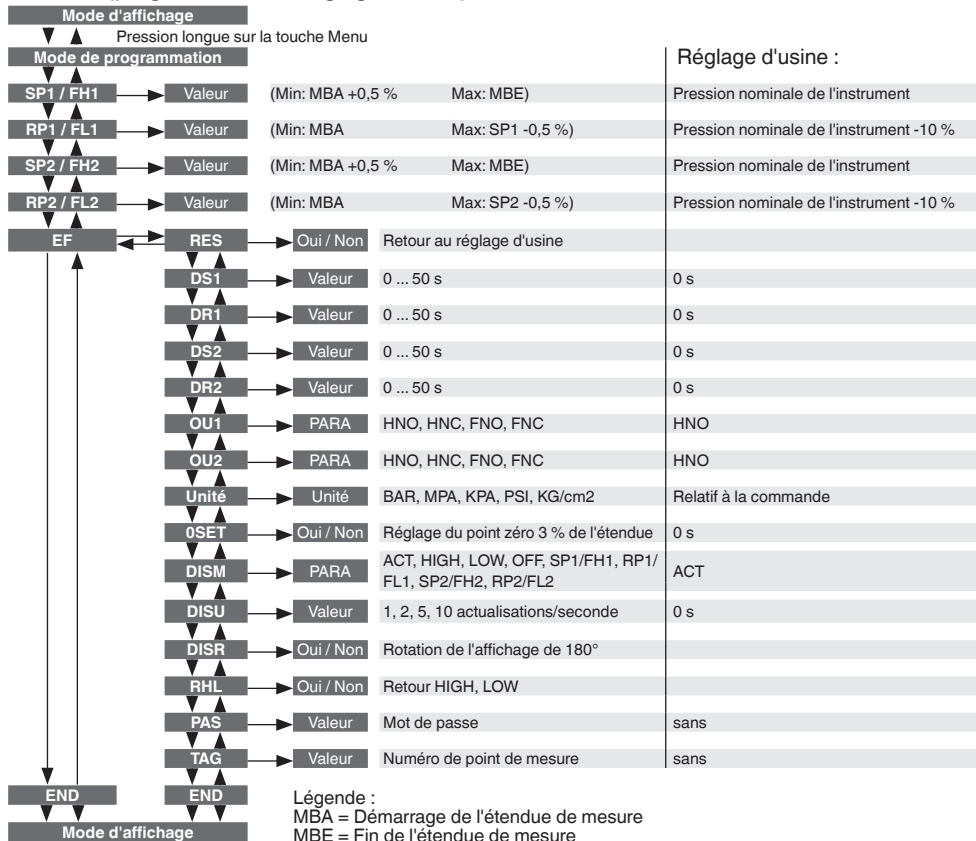 Mode d'affichage
Pression longue sur la touche Menu
Mode de programmation Réglage d'usine :
SP1 / FH1 Valeur (Min: MBA +0,5 % Max: MBE) Pression nominale de l'instrument
RP1 / FL1 Valeur (Min: MBA Max: SP1 -0,5 %) Pression nominale de l'instrument -10 %
SP2 / FH2 Valeur (Min: MBA +0,5 % Max: MBE) Pression nominale de l'instrument
RP2 / FL2 Valeur (Min: MBA Max: SP2 -0,5 %) Pression nominale de l'instrument -10 %
EF RES Oui / Non Retour au réglage d'usine
DS1 Valeur 0 ... 50 s 0 s
DR1 Valeur 0 ... 50 s 0 s
DS2 Valeur 0 ... 50 s 0 s
DR2 Valeur 0 ... 50 s 0 s
OU1 PARA HNO, HNC, FNO, FNC HNO
OU2 PARA HNO, HNC, FNO, FNC HNO
Unité Unité BAR, MPA, KPA, PSI, KG/cm2 Relatif à la commande
0SET Oui / Non Réglage du point zéro 3 % de l'étendue 0 s
DISM PARA ACT, HIGH, LOW, OFF, SP1/FH1, RP1/
FL1, SP2/FH2, RP2/FL2 ACT
DISU Valeur 1, 2, 5, 10 actualisations/seconde 0 s
DISR Oui / Non Rotation de l'affichage de 180°
RHL Oui / Non Retour HIGH, LOW
PAS Valeur Mot de passe sans
TAG Valeur Numéro de point de mesure sans
END END Légende :
MBA = Démarrage de l'étendue de mesure
Mode d'affichage MBE = Fin de l'étendue de mesure